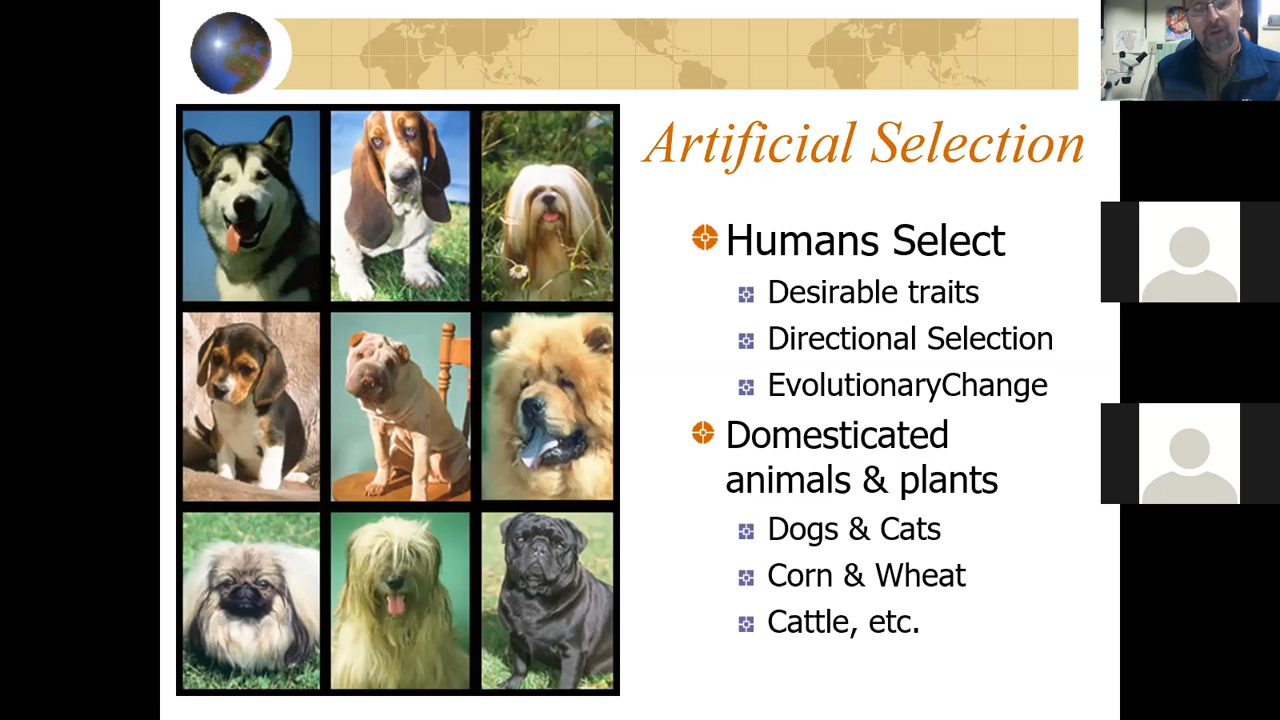 Artificial Selection
Humans Select
Desirable traits
Directional Selection
EvolutionaryChange
Domesticated
animals & plants
Dogs & Cats
Corn & Wheat
Cattle, etc.